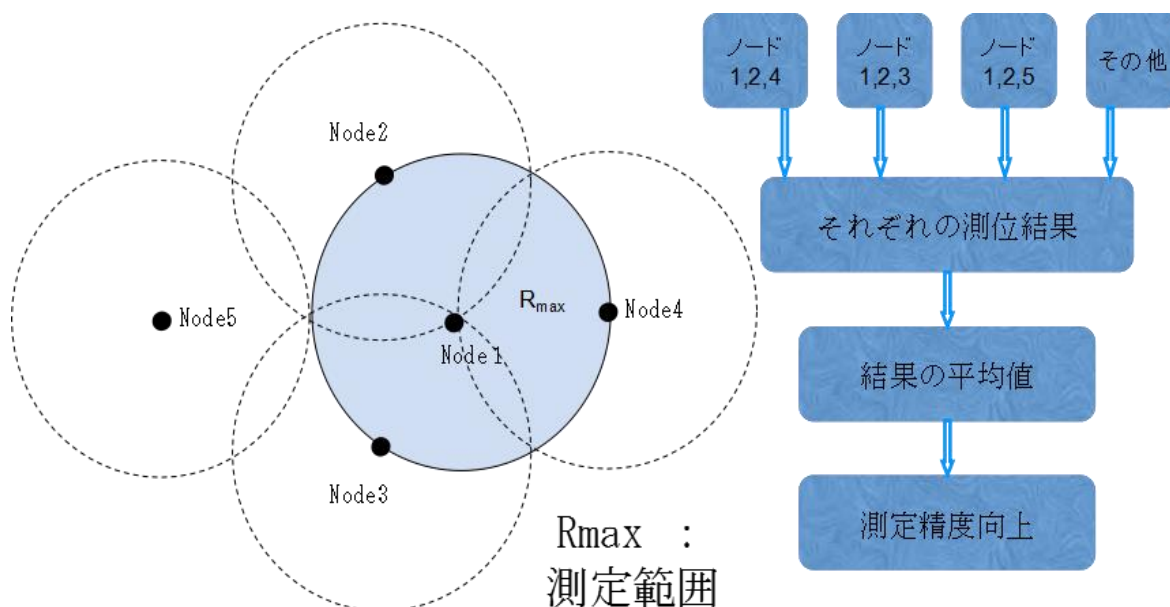 Node2
Node5
Rmax
Node4
Node1
Node3
Rmax :
測定範囲
ノード
1,2,4
ノード
1,2,3
ノード
1,2,5
その他
それぞれの測位結果
結果の平均値
測定精度向上